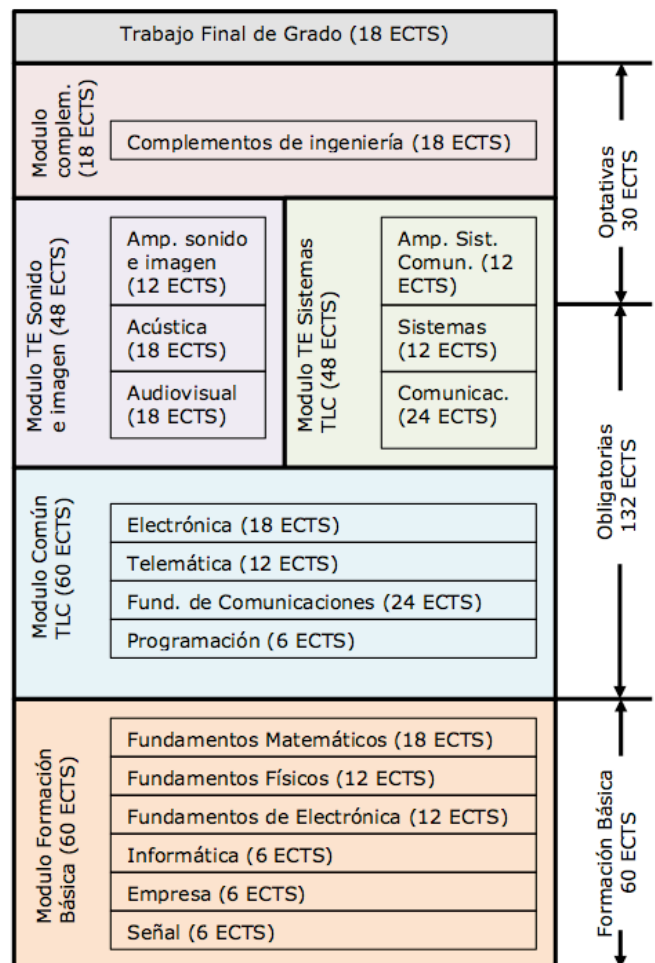 Trabajo Final de Grado (18 ECTS)
Modulo
complem.
(18 ECTS)
Complementos de ingeniería (18 ECTS)
Optativas
30 ECTS
Modulo TE Sonido
e imagen (48 ECTS)
Amp. sonido
e imagen
(12 ECTS)
Acústica
(18 ECTS)
Audiovisual
(18 ECTS)
Modulo TE Sistemas
TLC (48 ECTS)
Amp. Sist.
Comun. (12
ECTS)
Sistemas
(12 ECTS)
Comunicac.
(24 ECTS)
Obligatorias
132 ECTS
Modulo Común
TLC (60 ECTS)
Electrónica (18 ECTS)
Telemática (12 ECTS)
Fund. de Comunicaciones (24 ECTS)
Programación (6 ECTS)
Modulo Formación
Básica (60 ECTS)
Fundamentos Matemáticos (18 ECTS)
Fundamentos Físicos (12 ECTS)
Fundamentos de Electrónica (12 ECTS)
Informática (6 ECTS)
Empresa (6 ECTS)
Señal (6 ECTS)
Formación Básica
60 ECTS